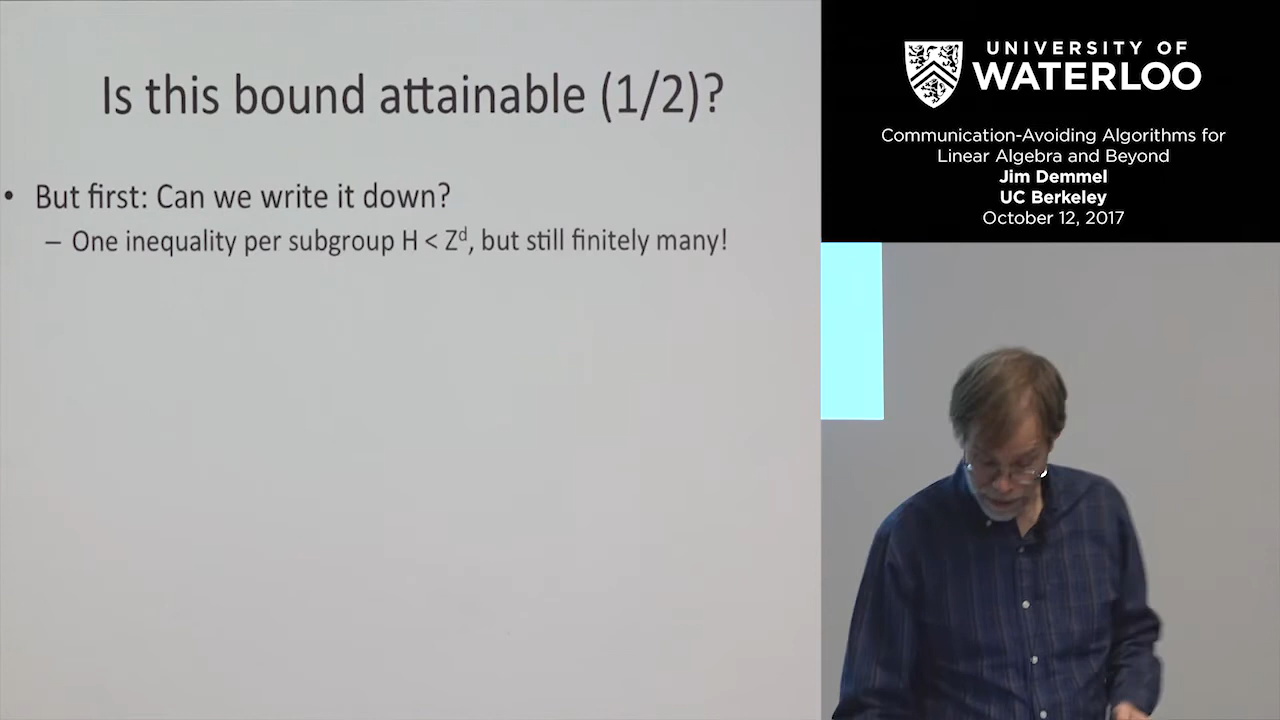 Is this bound attainable (1/2)?
• But first: Can we write it down?
– One inequality per subgroup H < Zᵈ, but still finitely many!
UNIVERSITY OF
WATERLOO
Communication-Avoiding Algorithms for
Linear Algebra and Beyond
Jim Demmel
UC Berkeley
October 12, 2017